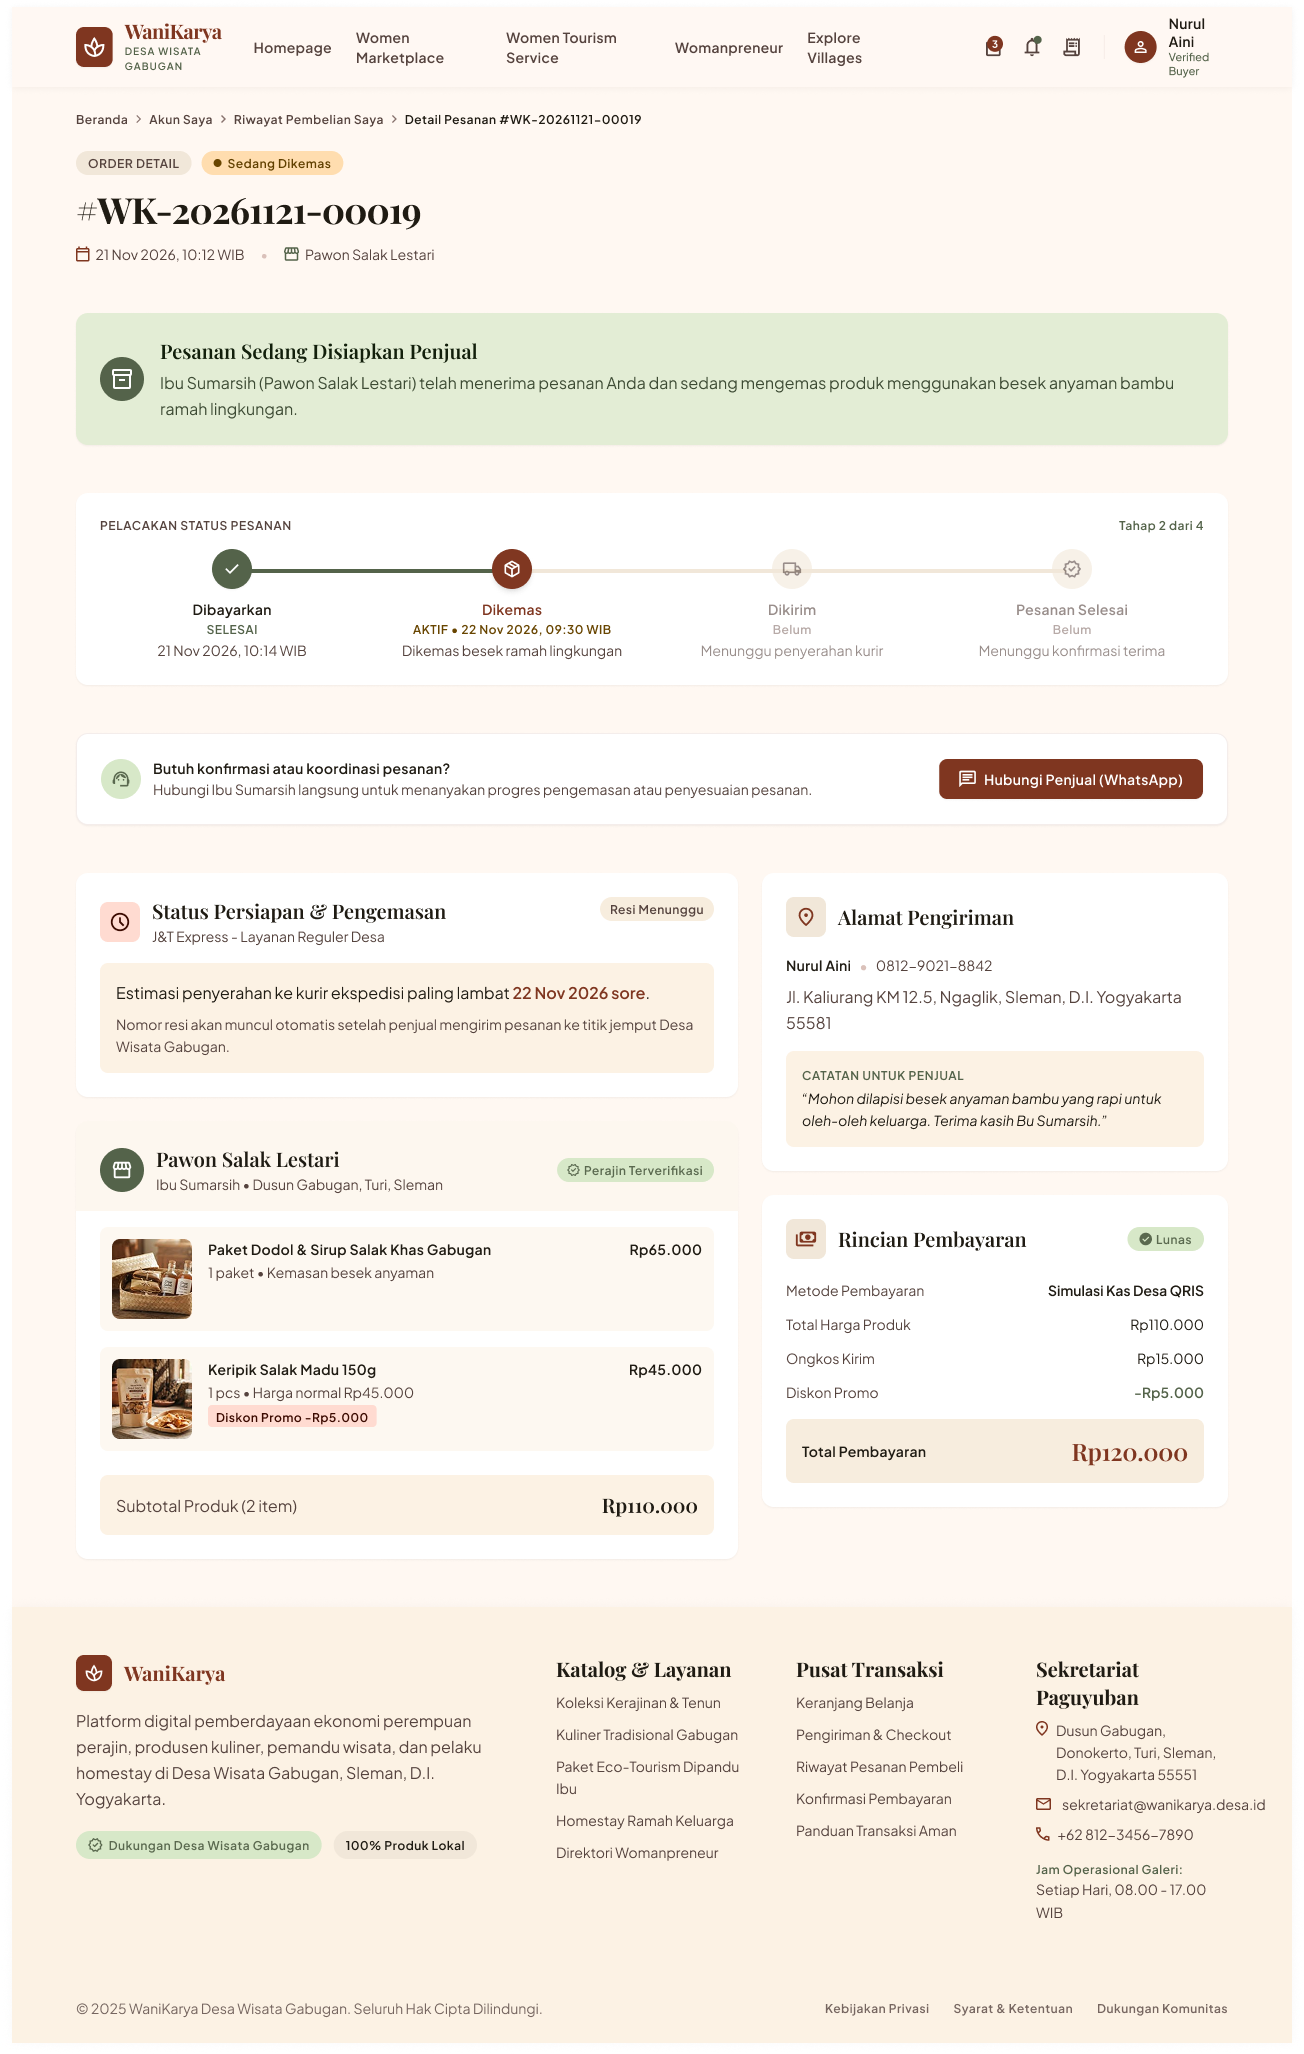 WaniKarya
DESA WISATA
GABUGAN
Homepage
Women
Marketplace
Women Tourism
Service
Womanpreneur
Explore
Villages
3
Nurul
Aini
Verified
Buyer
Beranda > Akun Saya > Riwayat Pembelian Saya > Detail Pesanan #WK-20261121-00019
ORDER DETAIL
Sedang Dikemas
#WK-20261121-00019
21 Nov 2026, 10:12 WIB • Pawon Salak Lestari
Pesanan Sedang Disiapkan Penjual
Ibu Sumarsih (Pawon Salak Lestari) telah menerima pesanan Anda dan sedang mengemas produk menggunakan besek anyaman bambu
ramah lingkungan.
PELACAKAN STATUS PESANAN
Tahap 2 dari 4
Dibayarkan
SELESAI
21 Nov 2026, 10:14 WIB
Dikemas
AKTIF • 22 Nov 2026, 09:30 WIB
Dikemas besek ramah lingkungan
Dikirim
Belum
Menunggu penyerahan kurir
Pesanan Selesai
Belum
Menunggu konfirmasi terima
Butuh konfirmasi atau koordinasi pesanan?
Hubungi Ibu Sumarsih langsung untuk menanyakan progres pengemasan atau penyesuaian pesanan.
Hubungi Penjual (WhatsApp)
Status Persiapan & Pengemasan
J&T Express - Layanan Reguler Desa
Resi Menunggu
Estimasi penyerahan ke kurir ekspedisi paling lambat 22 Nov 2026 sore.
Nomor resi akan muncul otomatis setelah penjual mengirim pesanan ke titik jemput Desa
Wisata Gabugan.
Pawon Salak Lestari
Ibu Sumarsih • Dusun Gabugan, Turi, Sleman
Perajin Terverifikasi
Paket Dodol & Sirup Salak Khas Gabugan
Rp65.000
1 paket • Kemasan besek anyaman
Keripik Salak Madu 150g
Rp45.000
1 pcs • Harga normal Rp45.000
Diskon Promo -Rp5.000
Subtotal Produk (2 item)
Rp110.000
Alamat Pengiriman
Nurul Aini • 0812-9021-8842
Jl. Kaliurang KM 12.5, Ngaglik, Sleman, D.I. Yogyakarta
55581
CATATAN UNTUK PENJUAL
“Mohon dilapisi besek anyaman bambu yang rapi untuk
oleh-oleh keluarga. Terima kasih Bu Sumarsih.”
Rincian Pembayaran
Lunas
Metode Pembayaran
Simulasi Kas Desa QRIS
Total Harga Produk
Rp110.000
Ongkos Kirim
Rp15.000
Diskon Promo
-Rp5.000
Total Pembayaran
Rp120.000
WaniKarya
Platform digital pemberdayaan ekonomi perempuan
perajin, produsen kuliner, pemandu wisata, dan pelaku
homestay di Desa Wisata Gabugan, Sleman, D.I.
Yogyakarta.
Dukungan Desa Wisata Gabugan
100% Produk Lokal
Katalog & Layanan
Koleksi Kerajinan & Tenun
Kuliner Tradisional Gabugan
Paket Eco-Tourism Dipandu
Ibu
Homestay Ramah Keluarga
Direktori Womanpreneur
Pusat Transaksi
Keranjang Belanja
Pengiriman & Checkout
Riwayat Pesanan Pembeli
Konfirmasi Pembayaran
Panduan Transaksi Aman
Sekretariat
Paguyuban
Dusun Gabugan,
Donokerto, Turi, Sleman,
D.I. Yogyakarta 55551
sekretariat@wanikarya.desa.id
+62 812-3456-7890
Jam Operasional Galeri:
Setiap Hari, 08.00 - 17.00
WIB
© 2025 WaniKarya Desa Wisata Gabugan. Seluruh Hak Cipta Dilindungi.
Kebijakan Privasi
Syarat & Ketentuan
Dukungan Komunitas